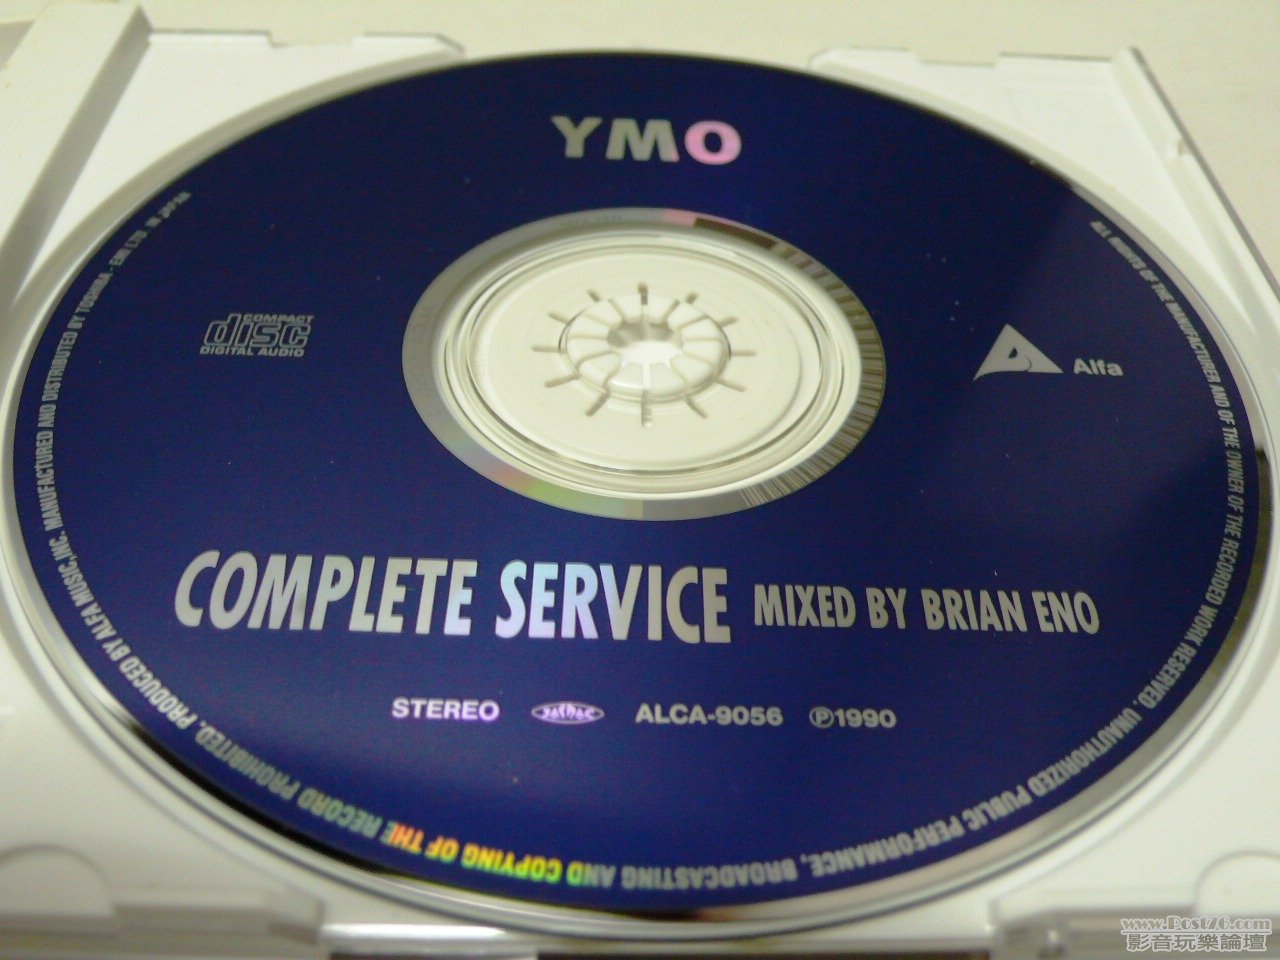 YMO
COMPACT
disc
DIGITAL AUDIO
Alfa
COMPLETE SERVICE MIXED BY BRIAN ENO
STEREO JASRAC ALCA-9056 ℗1990
ALL RIGHTS OF THE MANUFACTURER AND OF THE OWNER OF THE RECORDED WORK RESERVED. UNAUTHORIZED PUBLIC PERFORMANCE, BROADCASTING AND COPYING OF THE RECORD PROHIBITED. PRODUCED BY ALFA MUSIC, INC. MANUFACTURED AND DISTRIBUTED BY TOSHIBA-EMI LTD. IN JAPAN
www.Post76.com
影音玩樂論壇